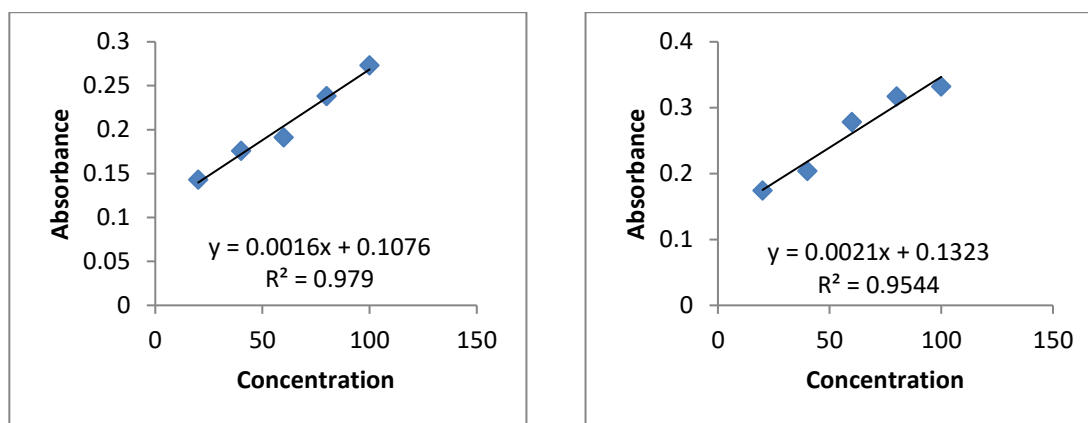 0.3
0.25
0.2
0.15
0.1
0.05
0
0 50 100 150
Absorbance
Concentration
y = 0.0016x + 0.1076
R² = 0.979
0.4
0.3
0.2
0.1
0
0 50 100 150
Absorbance
Concentration
y = 0.0021x + 0.1323
R² = 0.9544